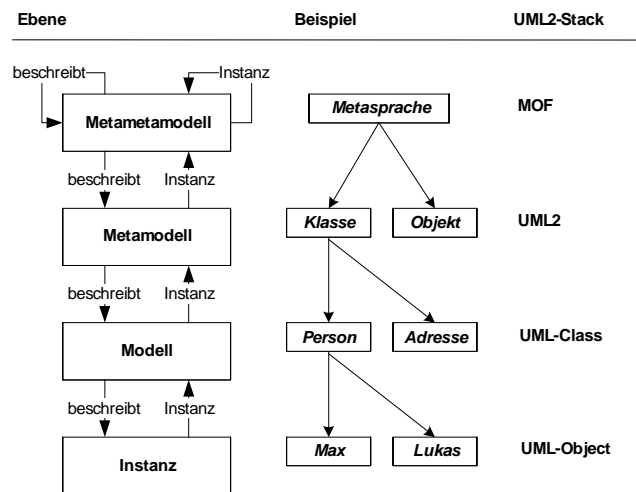 Ebene Beispiel UML2-Stack
beschreibt Instanz
Metametamodell Metasprache MOF
beschreibt Instanz
Metamodell Klasse Objekt UML2
beschreibt Instanz
Modell Person Adresse UML-Class
beschreibt Instanz
Instanz Max Lukas UML-Object